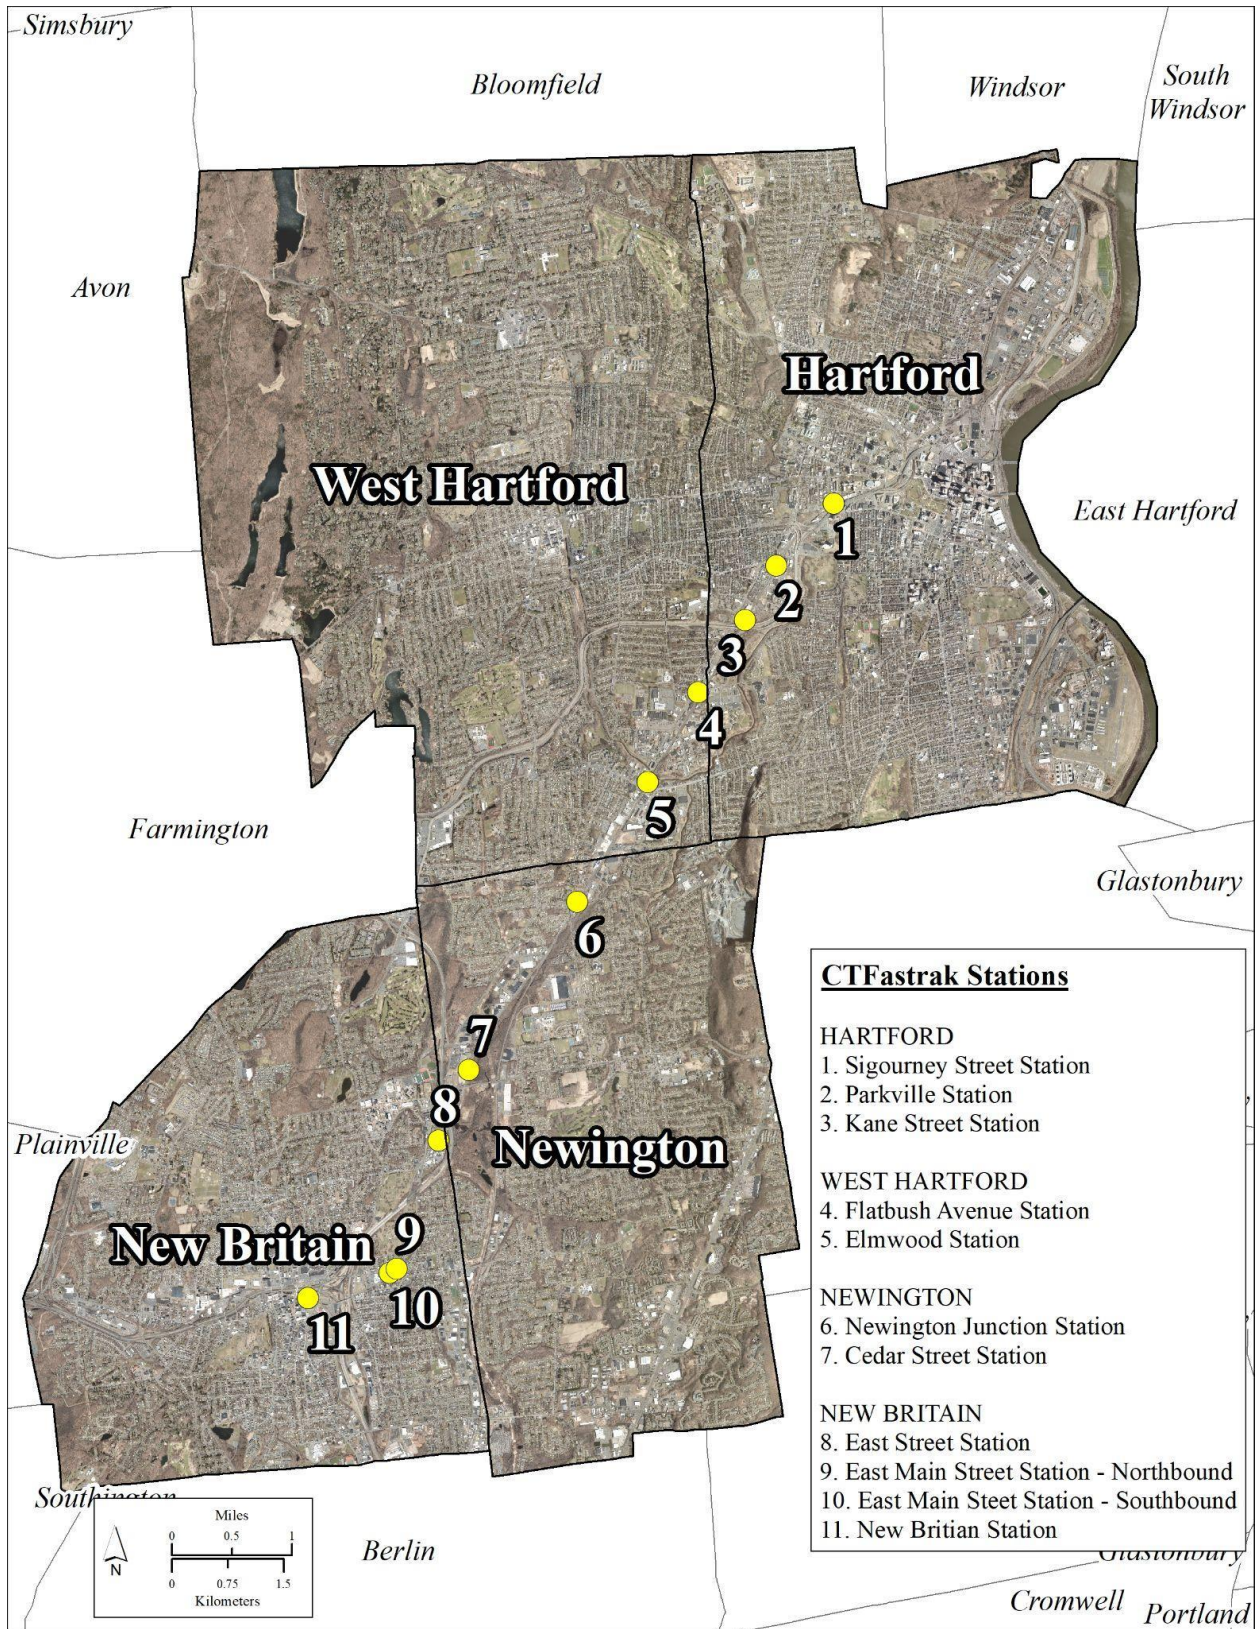 Simsbury
Bloomfield
Windsor
South
Windsor
Avon
Hartford
West Hartford
East Hartford
1
2
3
4
5
Farmington
Glastonbury
6
7
8
Plainville
Newington
New Britain
9
10
11
CTFastrak Stations
HARTFORD
1. Sigourney Street Station
2. Parkville Station
3. Kane Street Station
WEST HARTFORD
4. Flatbush Avenue Station
5. Elmwood Station
NEWINGTON
6. Newington Junction Station
7. Cedar Street Station
NEW BRITAIN
8. East Street Station
9. East Main Street Station - Northbound
10. East Main Steet Station - Southbound
11. New Britian Station
Southington
Miles
0 0.5 1
N
0 0.75 1.5
Kilometers
Berlin
Glastonbury
Cromwell
Portland